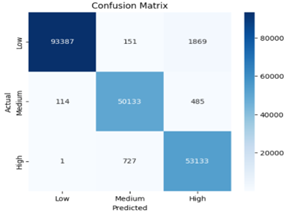 Confusion Matrix
Low 93387 151 1869
Medium 114 50133 485
High 1 727 53133
Actual
Low Medium High
Predicted
80000
60000
40000
20000